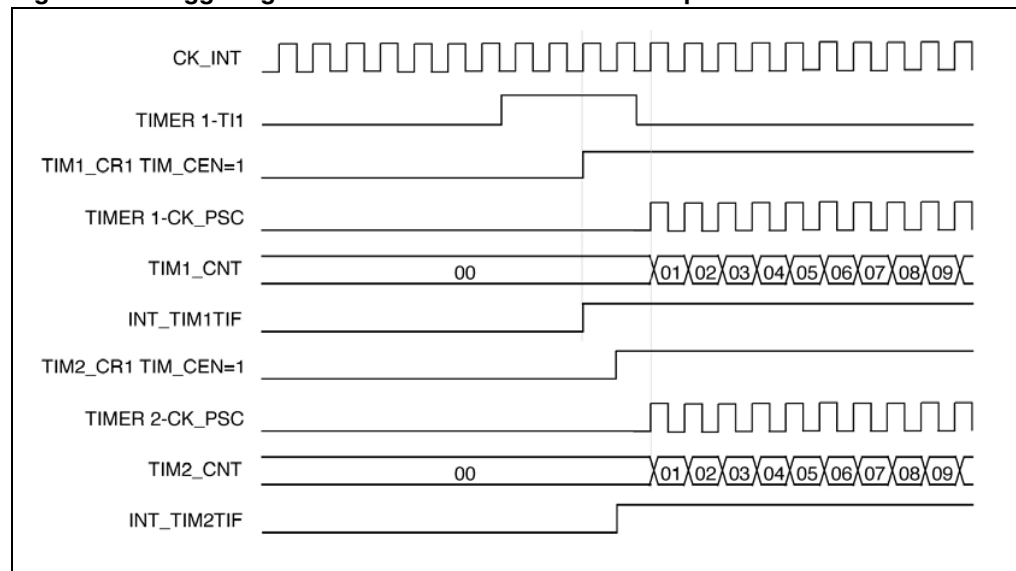 CK_INT
TIMER 1-TI1
TIM1_CR1 TIM_CEN=1
TIMER 1-CK_PSC
TIM1_CNT 00 01 02 03 04 05 06 07 08 09
INT_TIM1TIF
TIM2_CR1 TIM_CEN=1
TIMER 2-CK_PSC
TIM2_CNT 00 01 02 03 04 05 06 07 08 09
INT_TIM2TIF